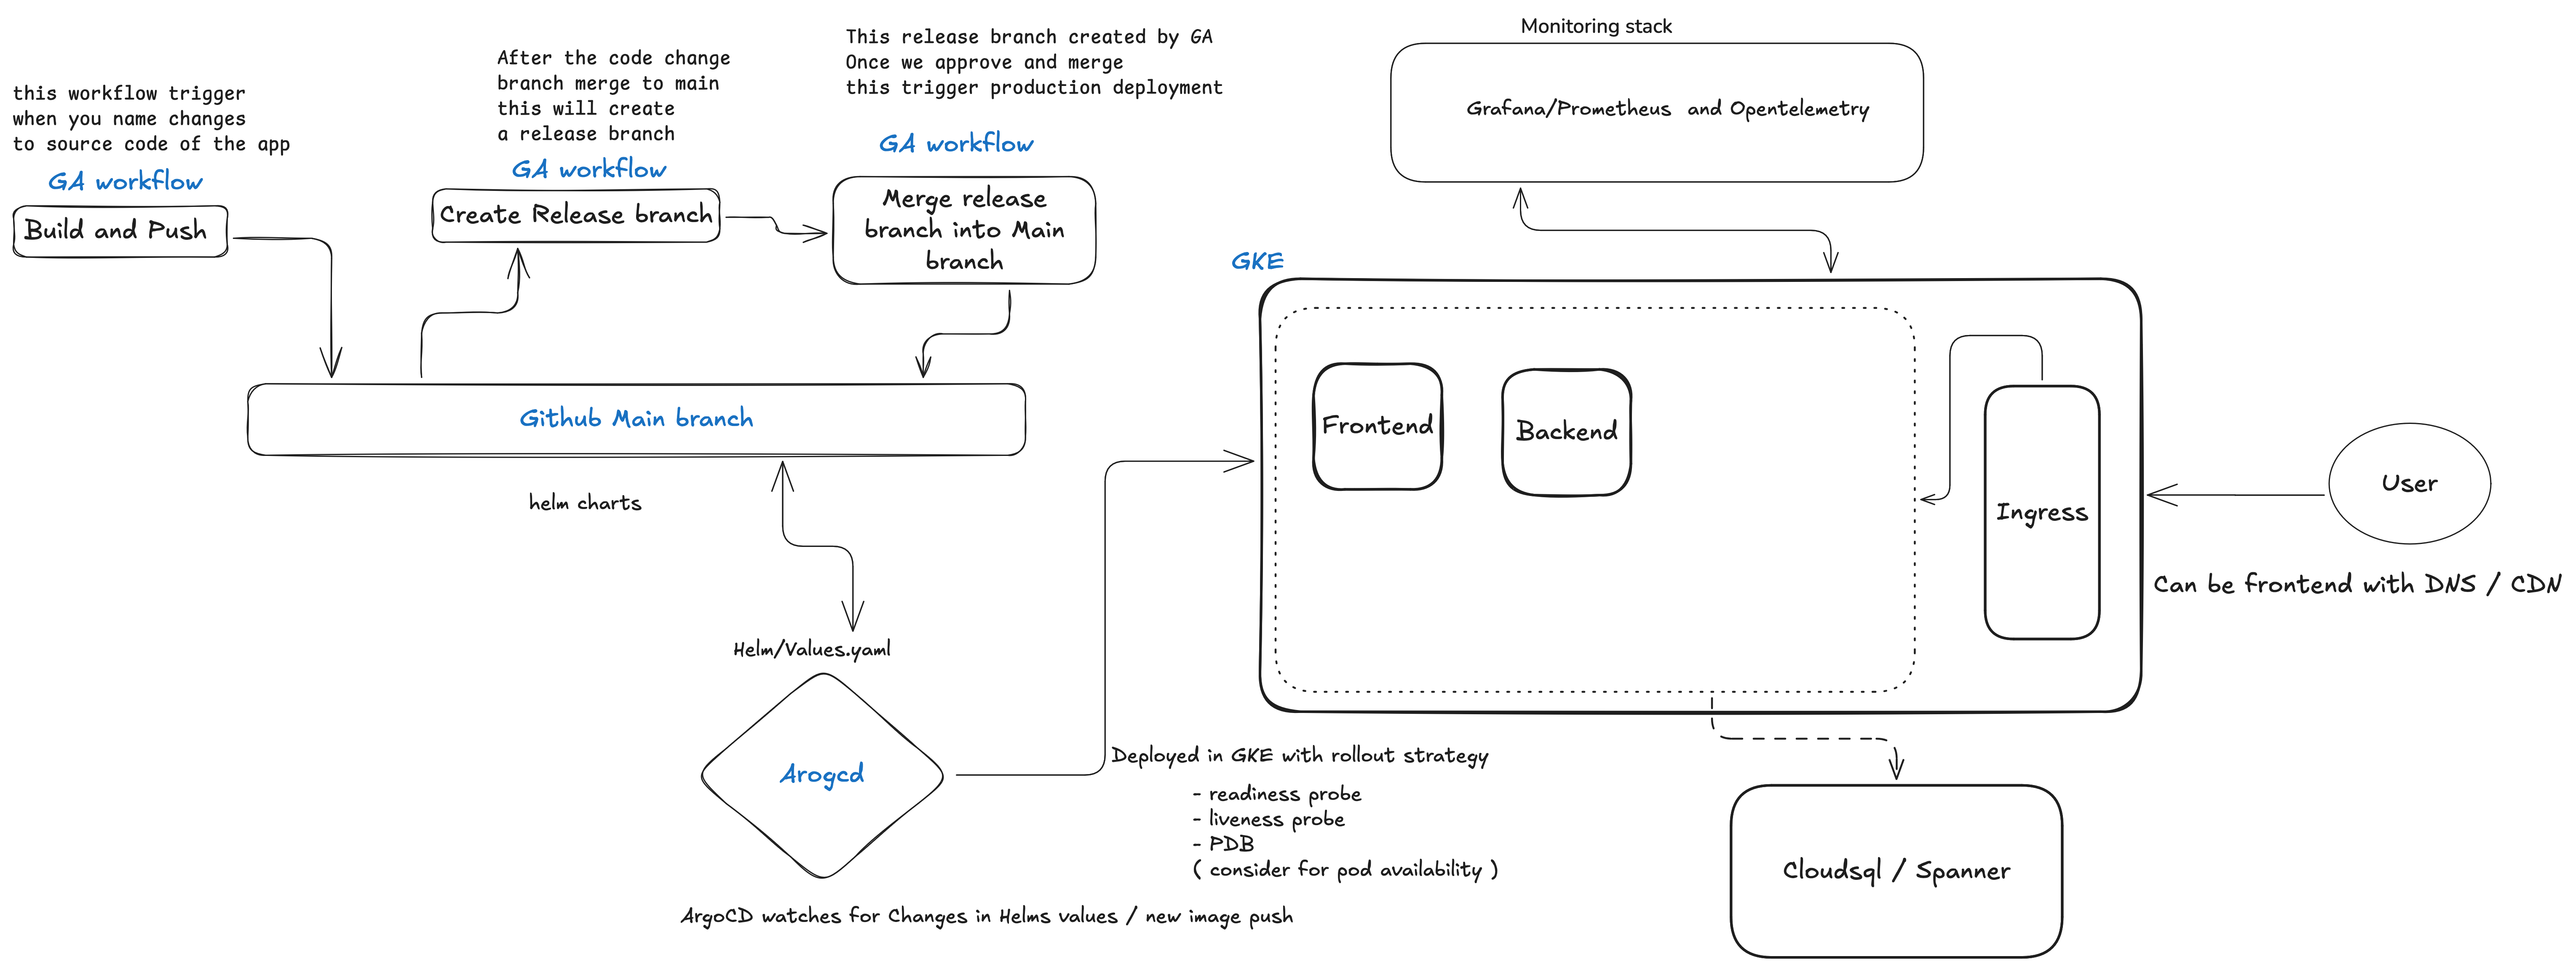 this workflow trigger
when you name changes
to source code of the app
GA workflow
Build and Push
After the code change
branch merge to main
this will create
a release branch
GA workflow
Create Release branch
This release branch created by GA
Once we approve and merge
this trigger production deployment
GA workflow
Merge release
branch into Main
branch
Github Main branch
helm charts
Helm/Values.yaml
Arogcd
ArgoCD watches for Changes in Helms values / new image push
Deployed in GKE with rollout strategy
- readiness probe
- liveness probe
- PDB
( consider for pod availability )
Monitoring stack
Grafana/Prometheus and Opentelemetry
GKE
Frontend
Backend
Ingress
User
Can be frontend with DNS / CDN
Cloudsql / Spanner